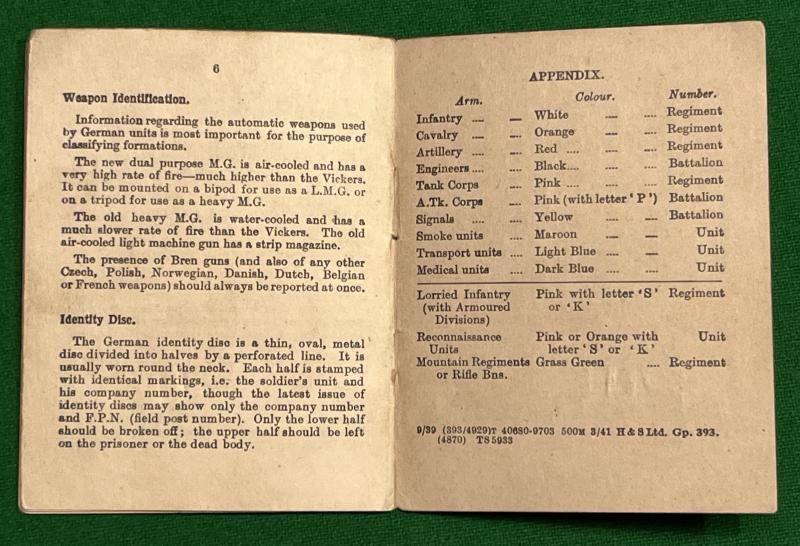 6
Weapon Identification.
Information regarding the automatic weapons used
by German units is most important for the purpose of
classifying formations.
The new dual purpose M.G. is air-cooled and has a
very high rate of fire—much higher than the Vickers.
It can be mounted on a bipod for use as a L.M.G. or
on a tripod for use as a heavy M.G.
The old heavy M.G. is water-cooled and has a
much slower rate of fire than the Vickers. The old
air-cooled light machine gun has a strip magazine.
The presence of Bren guns (and also of any other
Czech, Polish, Norwegian, Danish, Dutch, Belgian
or French weapons) should always be reported at once.
Identity Disc.
The German identity disc is a thin, oval, metal
disc divided into halves by a perforated line. It is
usually worn round the neck. Each half is stamped
with identical markings, i.e. the soldier's unit and
his company number, though the latest issue of
identity discs may show only the company number
and F.P.N. (field post number). Only the lower half
should be broken off; the upper half should be left
on the prisoner or the dead body.
APPENDIX.
Arm. Colour. Number.
Infantry .... — White — .... Regiment
Cavalry — — Orange — .... Regiment
Artillery .... — Red .... — .... Regiment
Engineers .... — Black .... — .... Battalion
Tank Corps — Pink .... — .... Regiment
A.Tk. Corps — Pink (with letter 'P') Battalion
Signals .... .... Yellow — .... Battalion
Smoke units .... Maroon — — Unit
Transport units .... Light Blue .... — Unit
Medical units .... Dark Blue .... .... Unit
Lorried Infantry Pink with letter 'S' Regiment
(with Armoured or 'K'
Divisions)
Reconnaissance Pink or Orange with Unit
Units letter 'S' or 'K'
Mountain Regiments Grass Green .... Regiment
or Rifle Bns.
9/39 (393/4929)T 40680-9703 500M 3/41 H & S Ltd. Gp. 393.
(4870) TS 5933